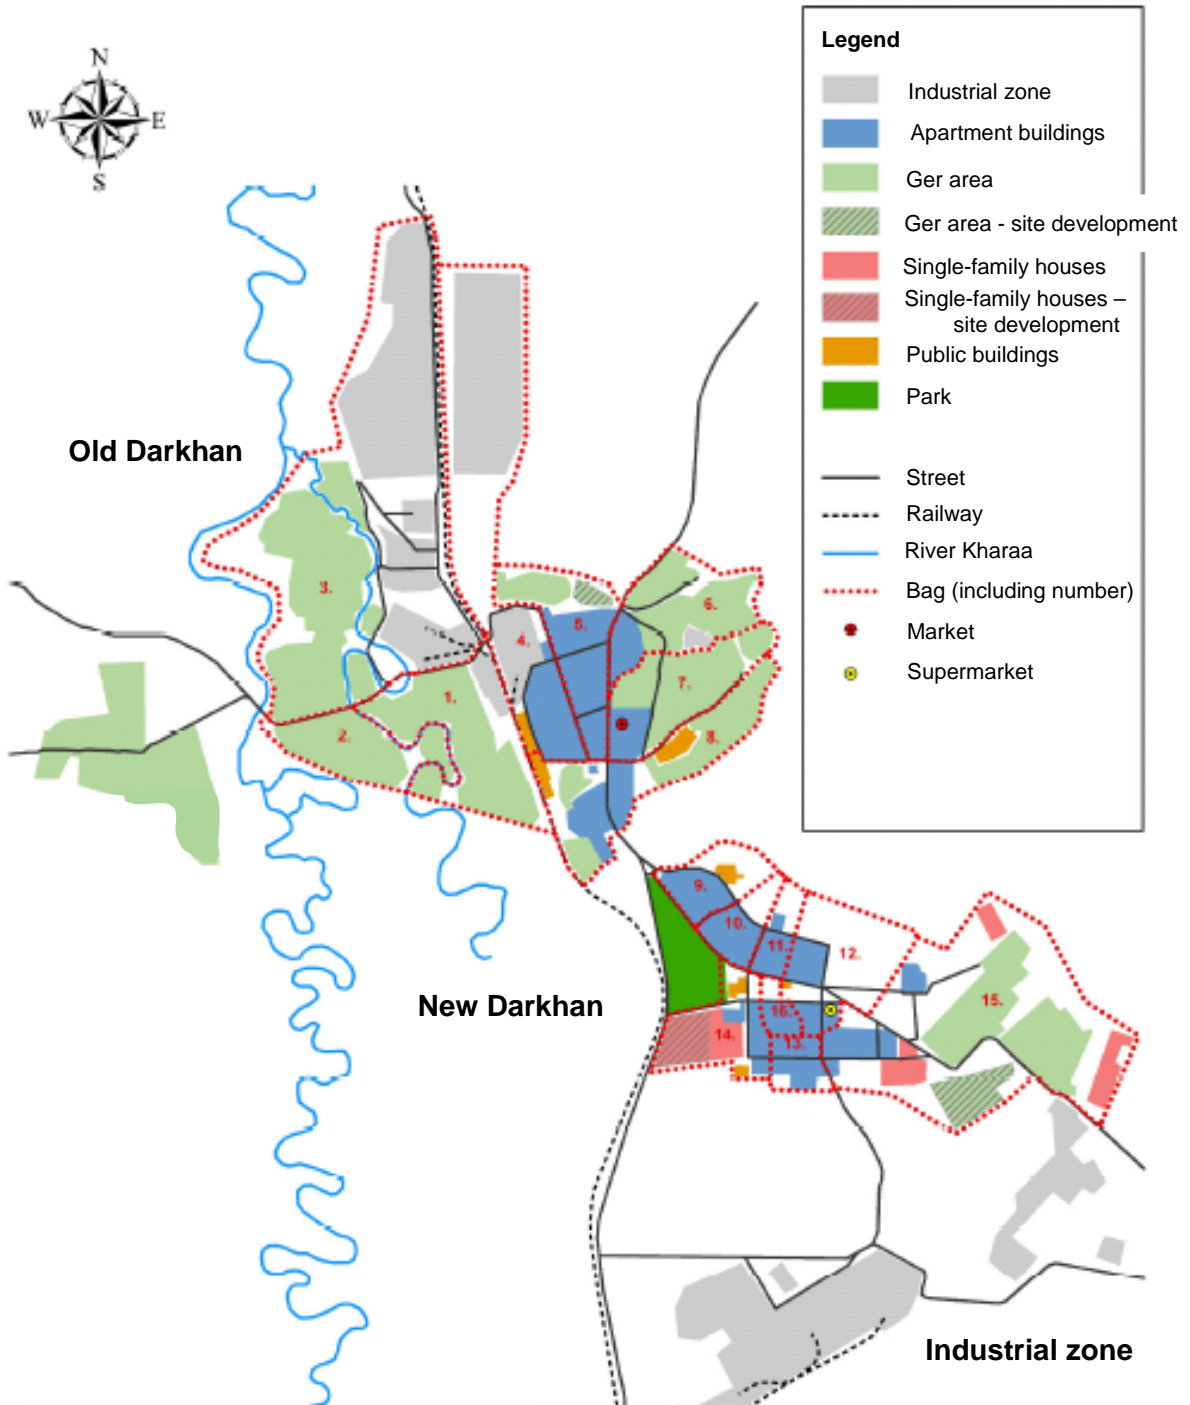 Legend
Industrial zone
Apartment buildings
Ger area
Ger area - site development
Single-family houses
Single-family houses –
site development
Public buildings
Park
Street
Railway
River Kharaa
Bag (including number)
Market
Supermarket
N
W E
S
Old Darkhan
3.
4.
5.
6.
1.
7.
2.
8.
9.
10.
11.
12.
New Darkhan
15.
16.
14.
13.
Industrial zone